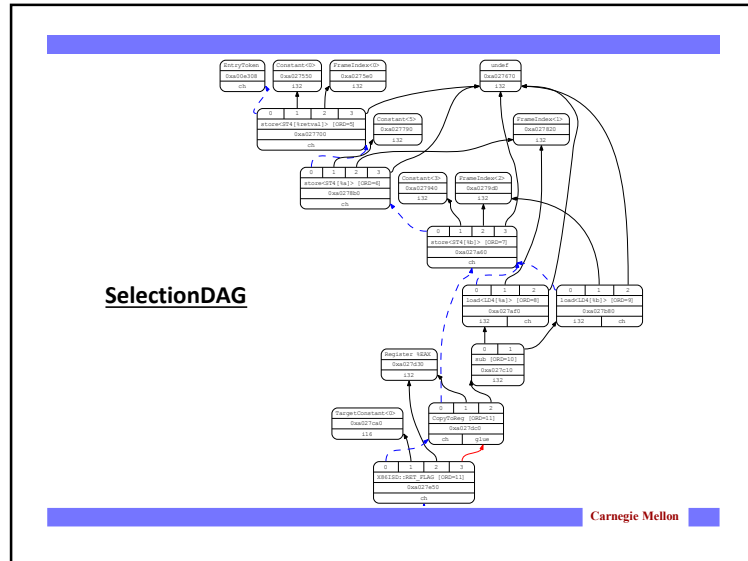 EntryToken
0xa00e308
ch
Constant<0>
0xa027550
i32
FrameIndex<0>
0xa0275e0
i32
undef
0xa027670
i32
0 1 2 3
store<ST4[%retval]> [ORD=5]
0xa027700
ch
Constant<5>
0xa027790
i32
FrameIndex<1>
0xa027820
i32
0 1 2 3
store<ST4[%a]> [ORD=6]
0xa0278b0
ch
Constant<3>
0xa027940
i32
FrameIndex<2>
0xa0279d0
i32
0 1 2 3
store<ST4[%b]> [ORD=7]
0xa027a60
ch
SelectionDAG
0 1 2
load<LD4[%a]> [ORD=8]
0xa027af0
i32 ch
0 1 2
load<LD4[%b]> [ORD=9]
0xa027b80
i32 ch
0 1
sub [ORD=10]
0xa027c10
i32
Register %EAX
0xa027d30
i32
0 1 2
CopyToReg [ORD=11]
0xa027dc0
ch glue
TargetConstant<0>
0xa027ca0
i16
0 1 2 3
X86ISD::RET_FLAG [ORD=11]
0xa027e50
ch
Carnegie Mellon